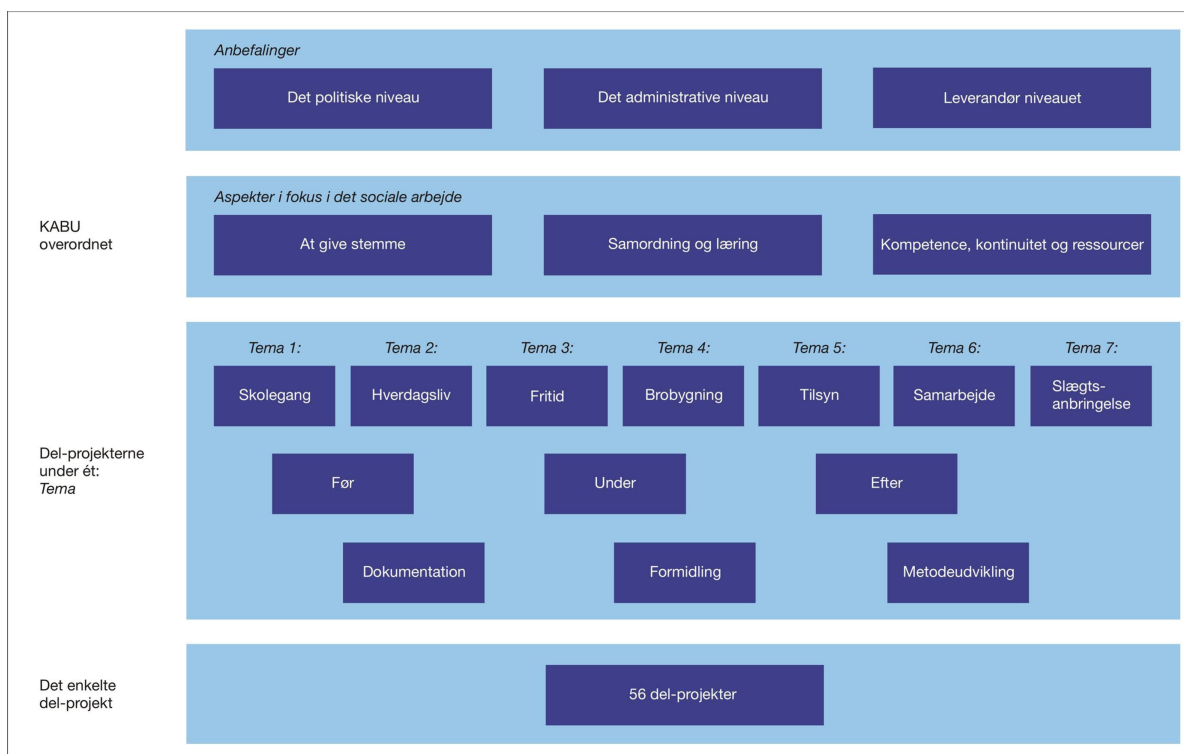 Anbefalinger
Det politiske niveau
Det administrative niveau
Leverandør niveauet
KABU
overordnet
Aspekter i fokus i det sociale arbejde
At give stemme
Samordning og læring
Kompetence, kontinuitet og ressourcer
Del-projekterne
under ét:
Tema
Tema 1:
Tema 2:
Tema 3:
Tema 4:
Tema 5:
Tema 6:
Tema 7:
Skolegang
Hverdagsliv
Fritid
Brobygning
Tilsyn
Samarbejde
Slægts-
anbringelse
Før
Under
Efter
Dokumentation
Formidling
Metodeudvikling
Det enkelte
del-projekt
56 del-projekter